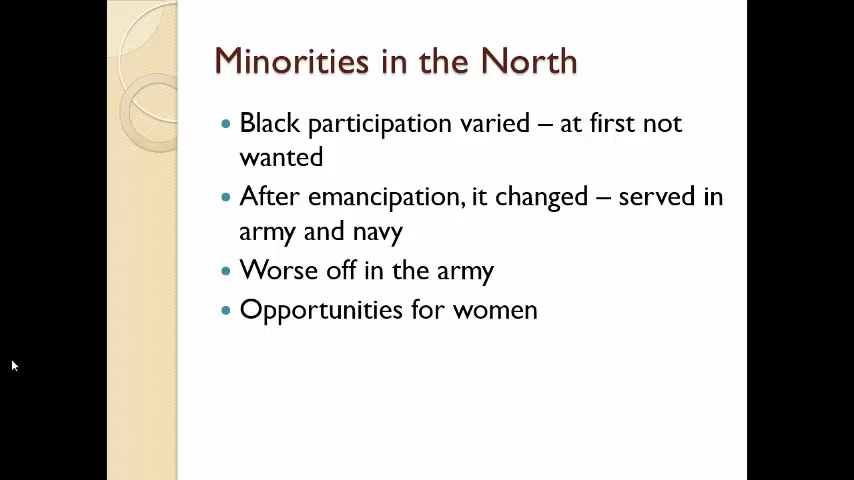 Minorities in the North
• Black participation varied – at first not
wanted
• After emancipation, it changed – served in
army and navy
• Worse off in the army
• Opportunities for women